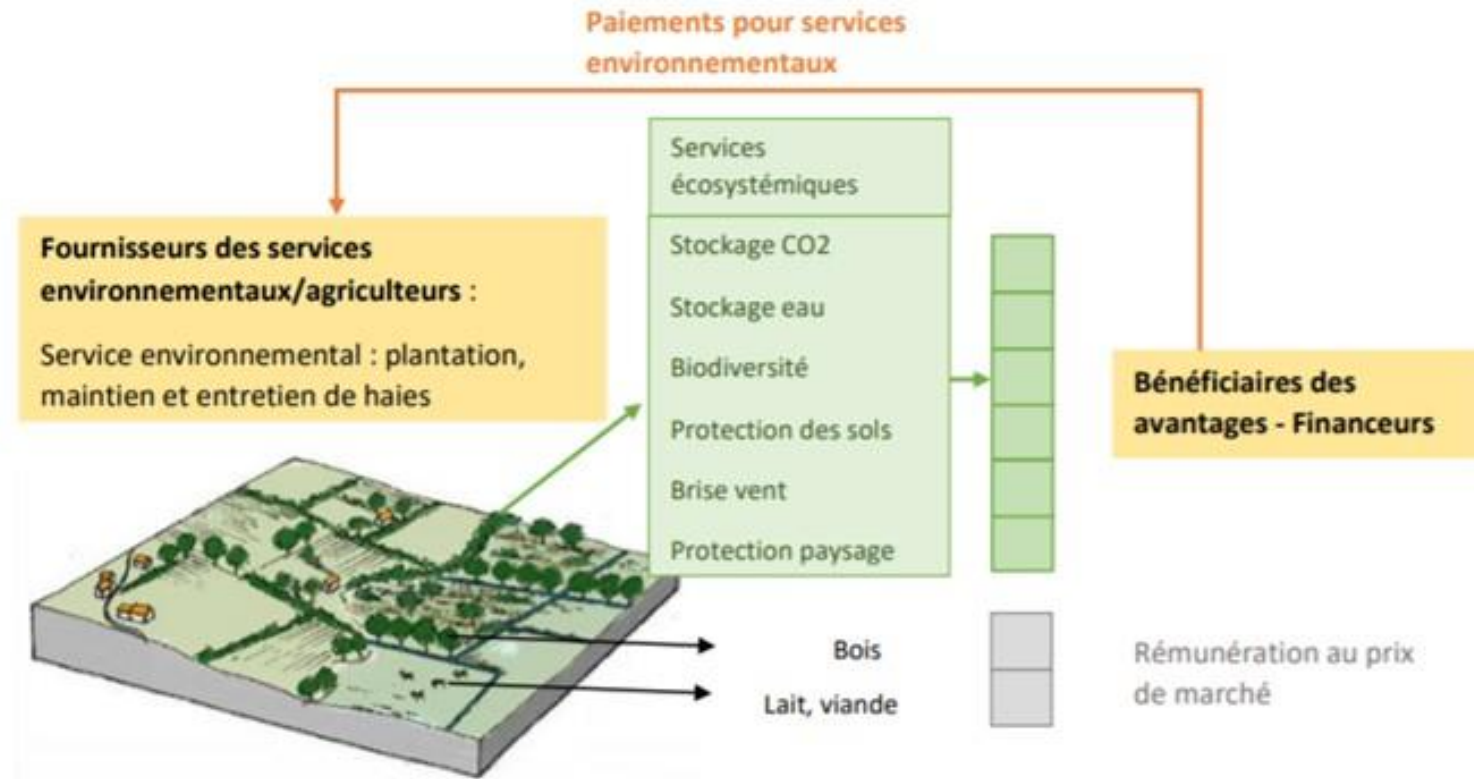 Paiements pour services
environnementaux
Services
écosystémiques
Fournisseurs des services
environnementaux/agriculteurs :
Service environnemental : plantation,
maintien et entretien de haies
Stockage CO2
Stockage eau
Biodiversité
Protection des sols
Brise vent
Protection paysage
Bénéficiaires des
avantages - Financeurs
Bois
Lait, viande
Rémunération au prix
de marché